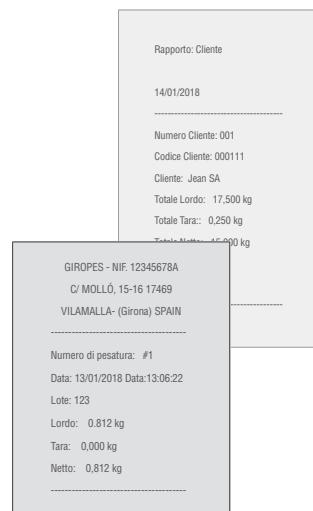 Rapporto: Cliente
14/01/2018
---------------------------------------
Numero Cliente: 001
Codice Cliente: 000111
Cliente: Jean SA
Totale Lordo: 17,500 kg
Totale Tara:: 0,250 kg
kg
GIROPES - NIF. 12345678A
C/ MOLLÓ, 15-16 17469
VILAMALLA- (Girona) SPAIN
---------------------------------------
Numero di pesatura: #1
Data: 13/01/2018 Data:13:06:22
Lote: 123
Lordo: 0.812 kg
Tara: 0,000 kg
Netto: 0,812 kg
---------------------------------------